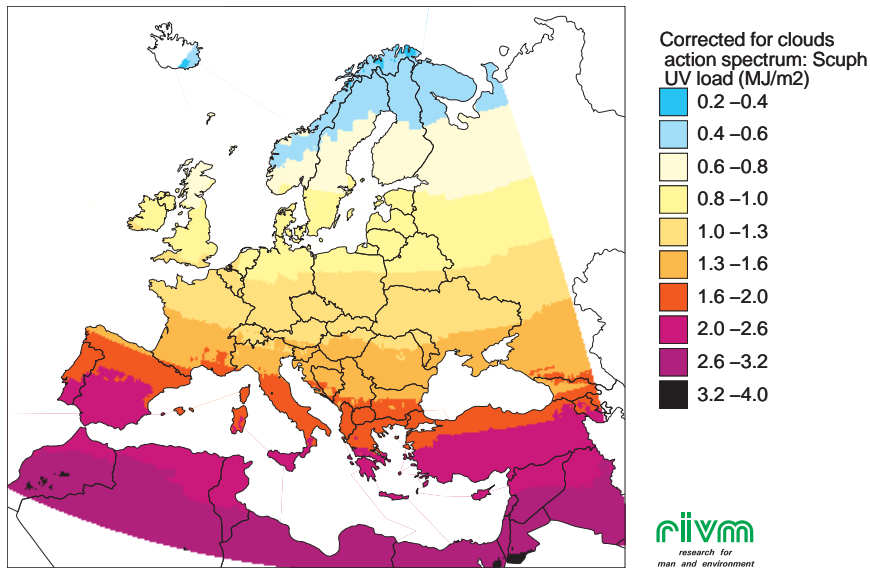 Corrected for clouds
action spectrum: Scuph
UV load (MJ/m2)
0.2 –0.4
0.4 –0.6
0.6 –0.8
0.8 –1.0
1.0 –1.3
1.3 –1.6
1.6 –2.0
2.0 –2.6
2.6 –3.2
3.2 –4.0
riivm
research for
man and environment